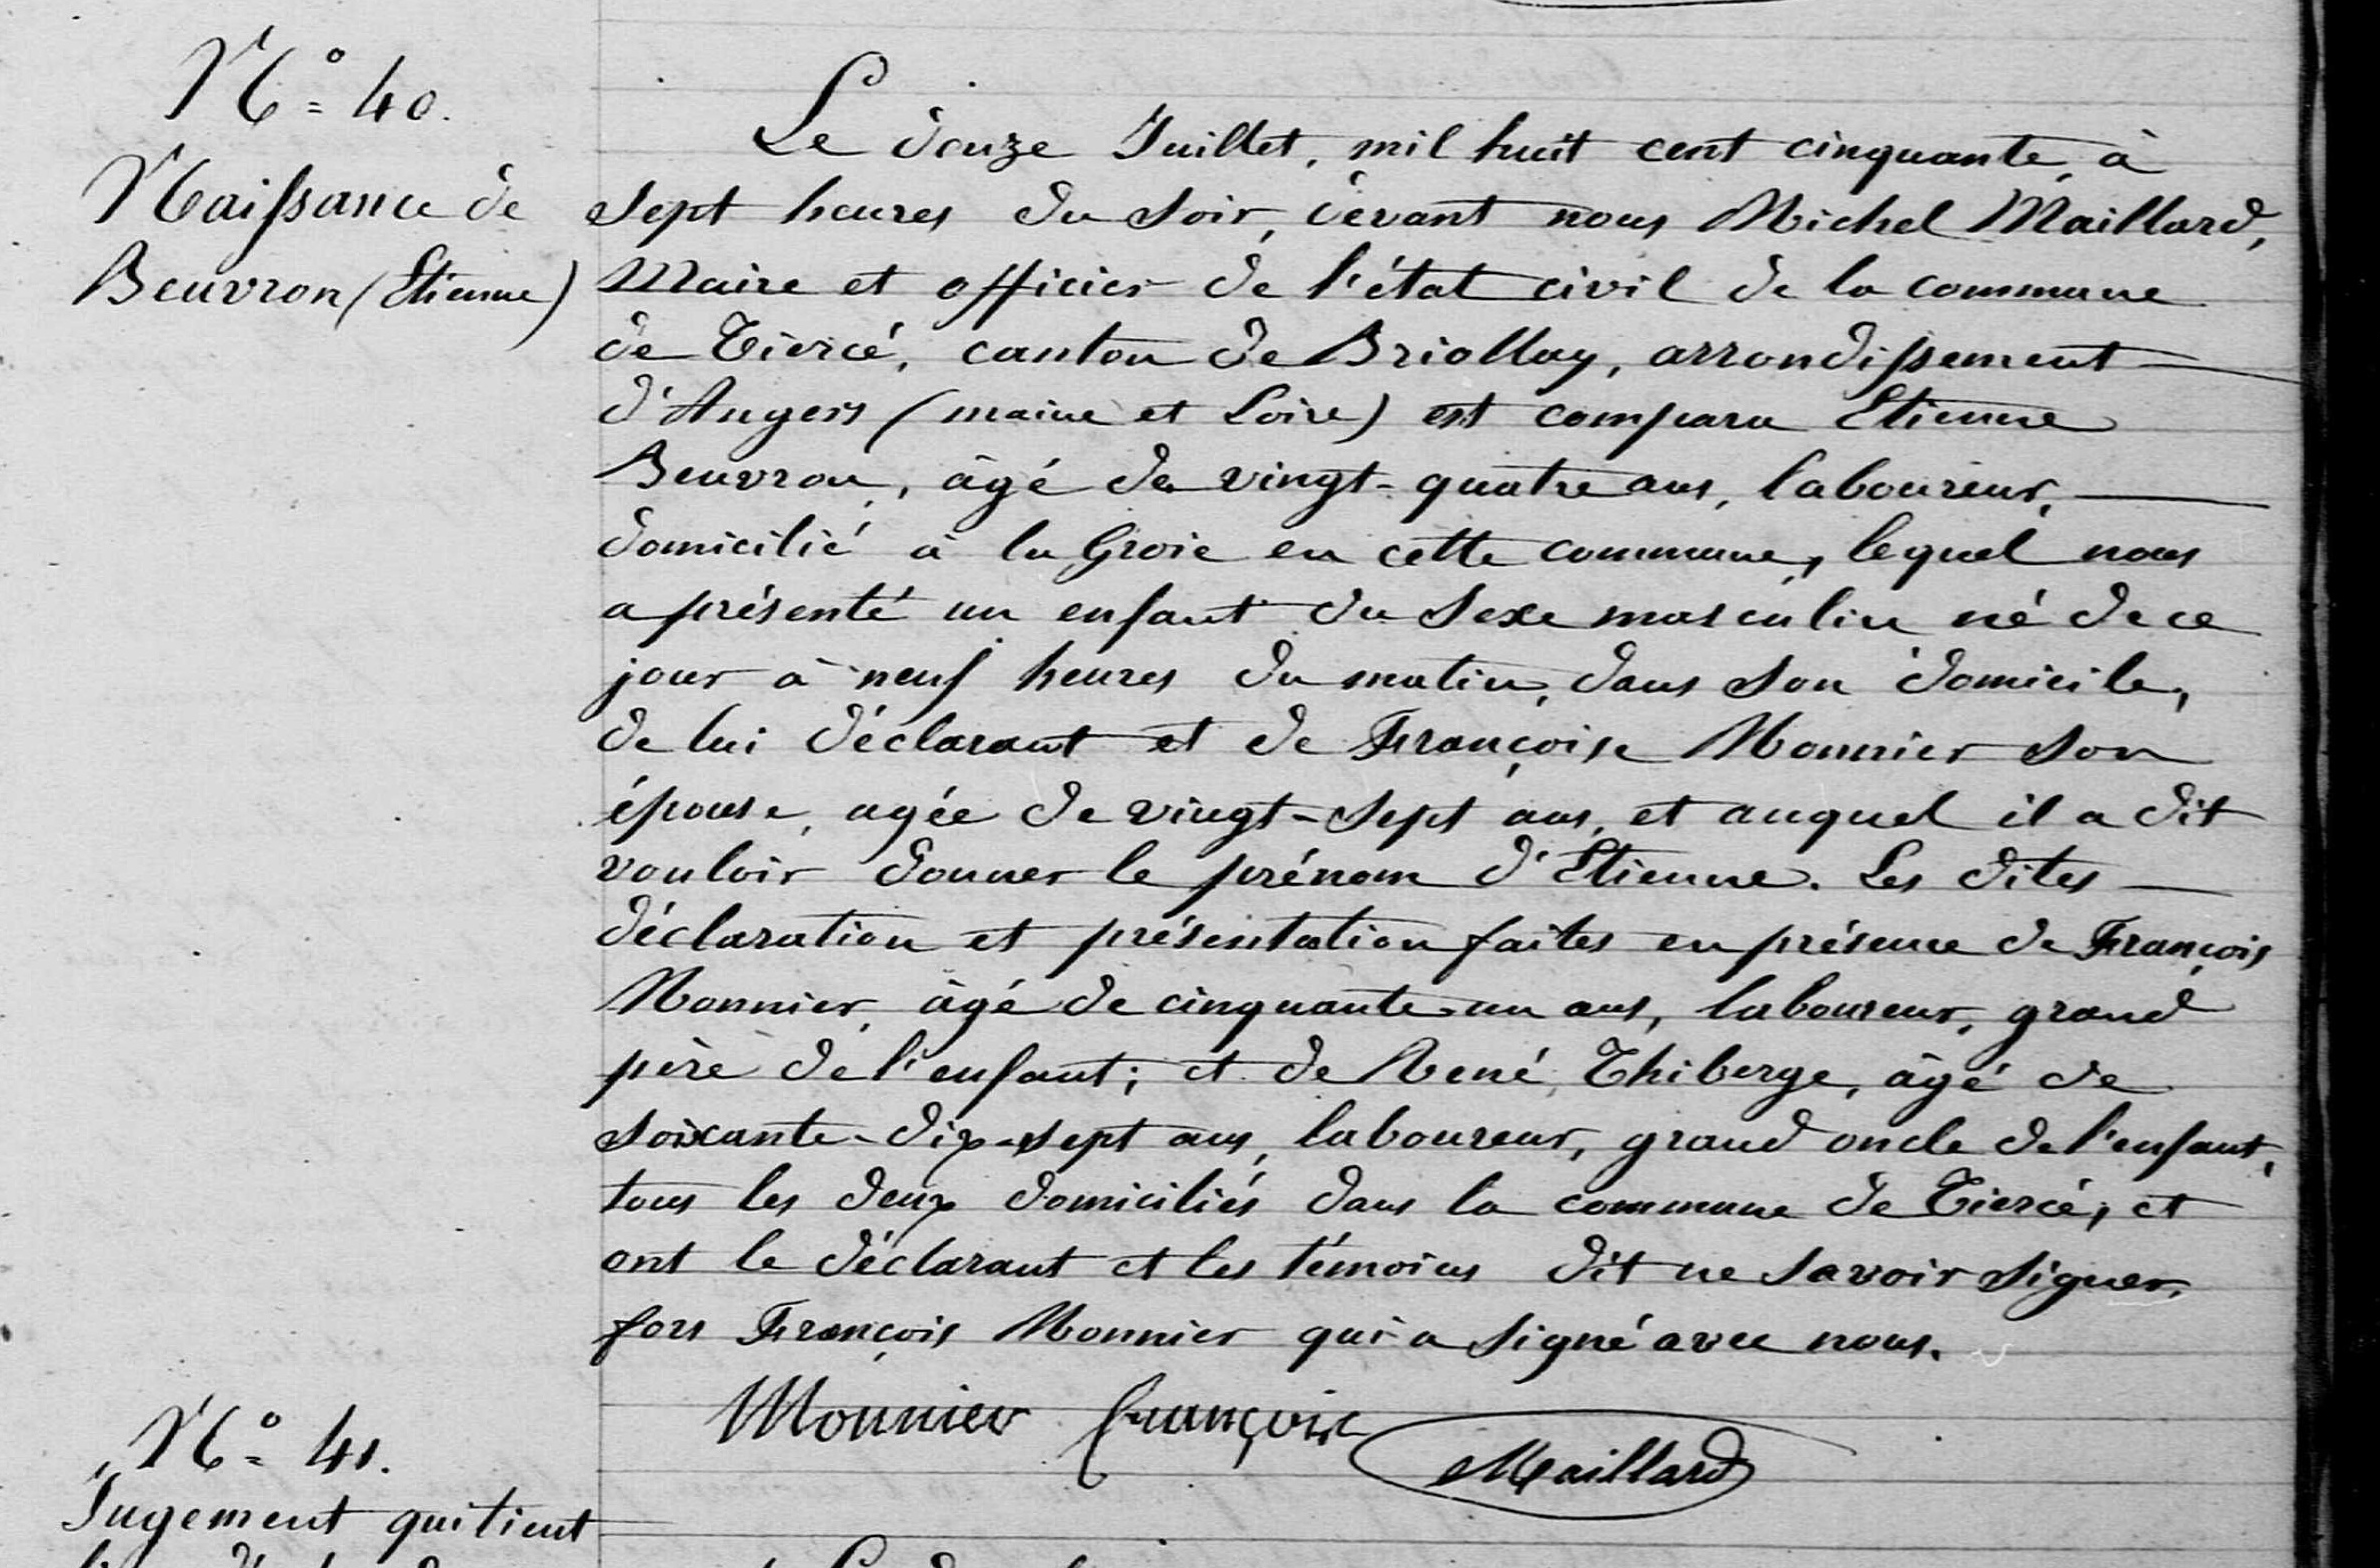 N.° 40.
Naissance de
Beuvron (Etienne)
Le douze Juillet, mil huit cent cinquante, à
sept heures du soir, devant nous Michel Maillard,
Maire et officier de l'état civil de la commune
de Tiercé, canton de Briollay, arrondissement
d'Angers (maine et Loire) est comparu Etienne
Beuvron, âgé de vingt-quatre ans, laboureur,
domicilié à la Groie en cette commune, lequel nous
a présenté un enfant du sexe masculin né de ce
jour à neuf heures du matin, dans son domicile,
de lui déclarant et de Françoise Monnier son
épouse, agée de vingt-sept ans, et auquel il a dit
vouloir donner le prénom d'Etienne. Les dites
déclaration et présentation faites en présence de François
Monnier, âgé de cinquante un ans, laboureur, grand
père de l'enfant; et de René Thiberge, âgé de
soixante-dix-sept ans, laboureur, grand oncle de l'enfant,
tous les deux domiciliés dans la commune de Tiercé, et
ont le déclarant et les témoins dit ne savoir signer,
fors François Monnier qui a signé avec nous.
Monnier françois
Maillard
N.° 41.
Jugement qui tient